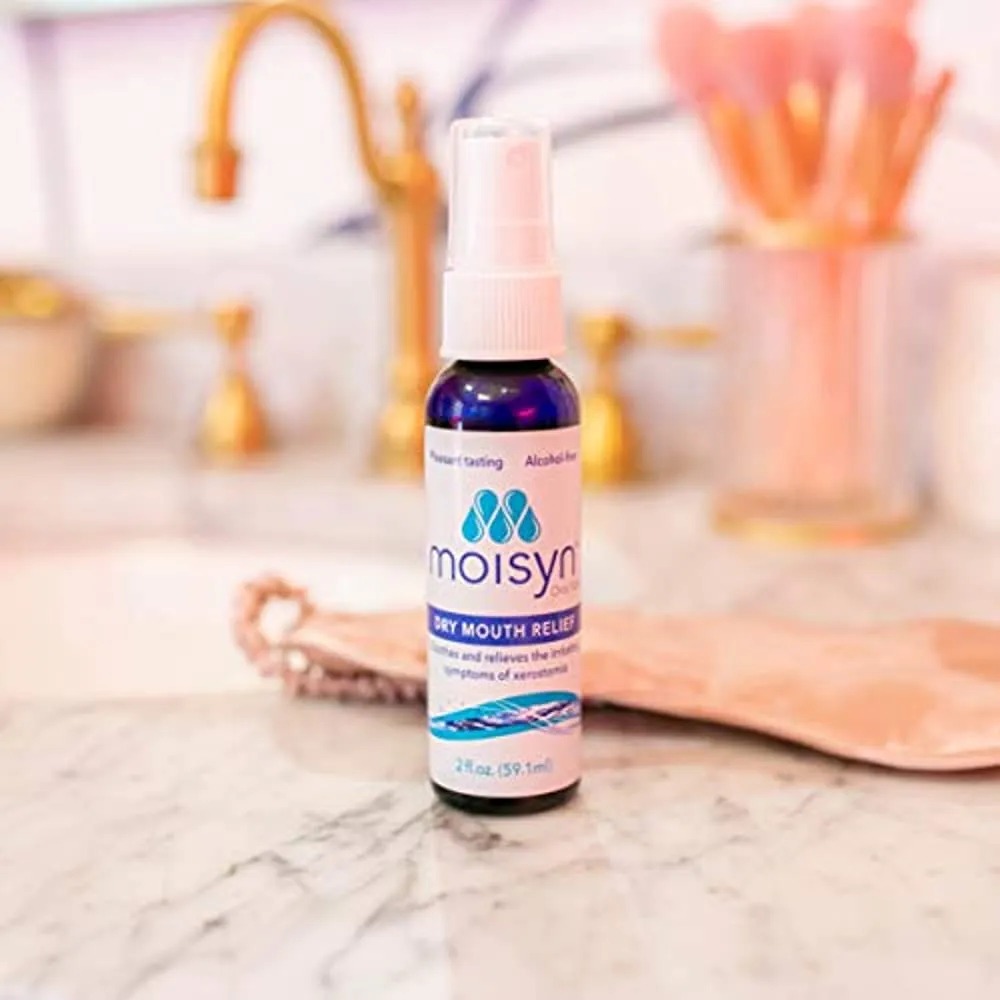 Pleasant tasting Alcohol-free
moisyn
DRY MOUTH RELIEF
Soothes and relieves the irritating
symptoms of xerostomia
2 fl. oz. (59.1ml)